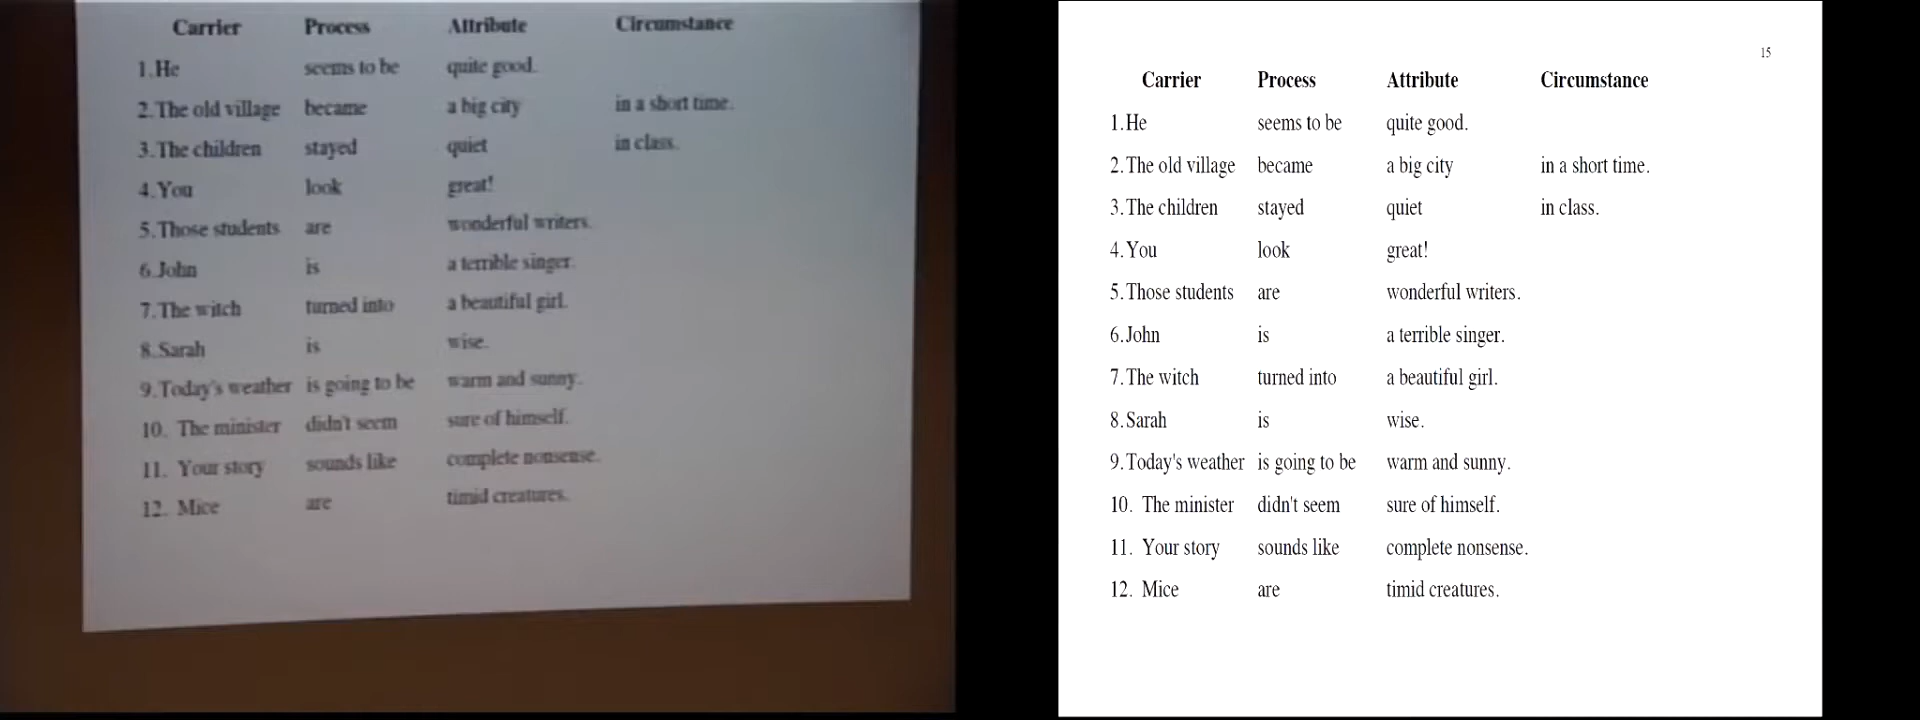 Carrier Process Attribute Circumstance
1.He seems to be quite good.
2.The old village became a big city in a short time.
3.The children stayed quiet in class.
4.You look great!
5.Those students are wonderful writers.
6.John is a terrible singer.
7.The witch turned into a beautiful girl.
8.Sarah is wise.
9.Today's weather is going to be warm and sunny.
10. The minister didn't seem sure of himself.
11. Your story sounds like complete nonsense.
12. Mice are timid creatures.
15
Carrier Process Attribute Circumstance
1.He seems to be quite good.
2.The old village became a big city in a short time.
3.The children stayed quiet in class.
4.You look great!
5.Those students are wonderful writers.
6.John is a terrible singer.
7.The witch turned into a beautiful girl.
8.Sarah is wise.
9.Today's weather is going to be warm and sunny.
10. The minister didn't seem sure of himself.
11. Your story sounds like complete nonsense.
12. Mice are timid creatures.